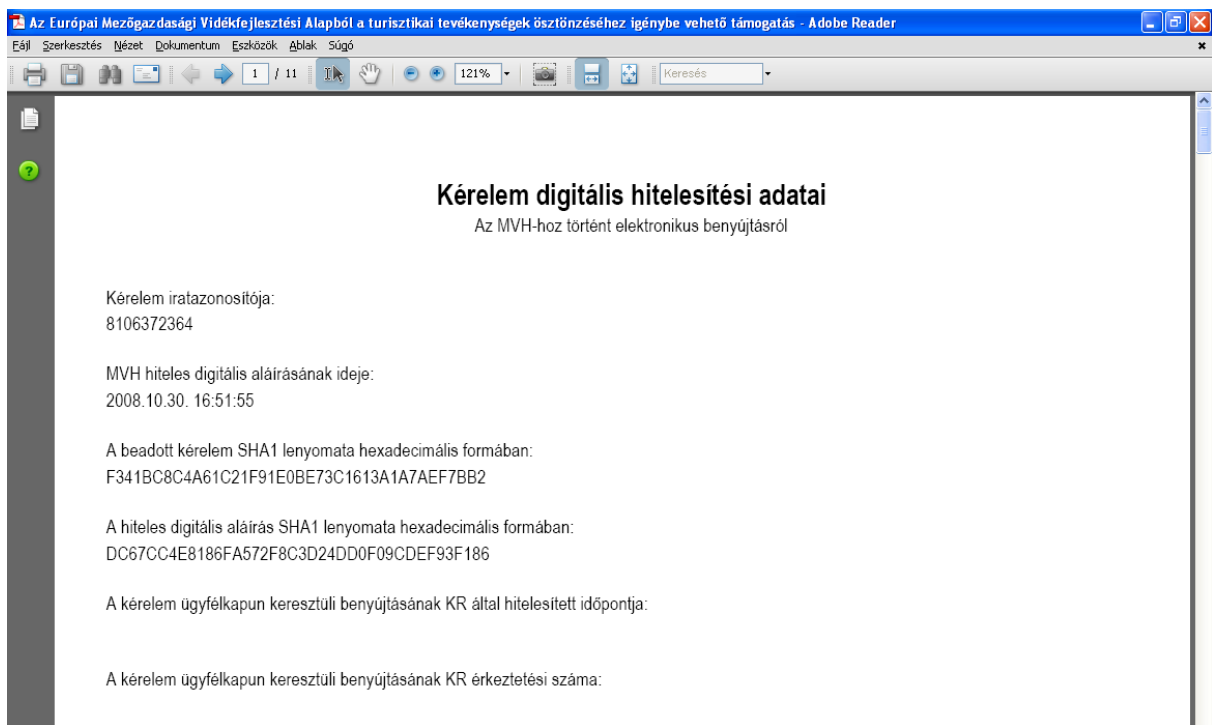 Az Európai Mezőgazdasági Vidékfejlesztési Alapból a turisztikai tevékenységek ösztönzéséhez igénybe vehető támogatás - Adobe Reader
Fájl Szerkesztés Nézet Dokumentum Eszközök Ablak Súgó
1 / 11 121% Keresés
Kérelem digitális hitelesítési adatai
Az MVH-hoz történt elektronikus benyújtásról
Kérelem iratazonosítója:
8106372364
MVH hiteles digitális aláírásának ideje:
2008.10.30. 16:51:55
A beadott kérelem SHA1 lenyomata hexadecimális formában:
F341BC8C4A61C21F91E0BE73C1613A1A7AEF7BB2
A hiteles digitális aláírás SHA1 lenyomata hexadecimális formában:
DC67CC4E8186FA572F8C3D24DD0F09CDEF93F186
A kérelem ügyfélkapun keresztüli benyújtásának KR által hitelesített időpontja:
A kérelem ügyfélkapun keresztüli benyújtásának KR érkeztetési száma: